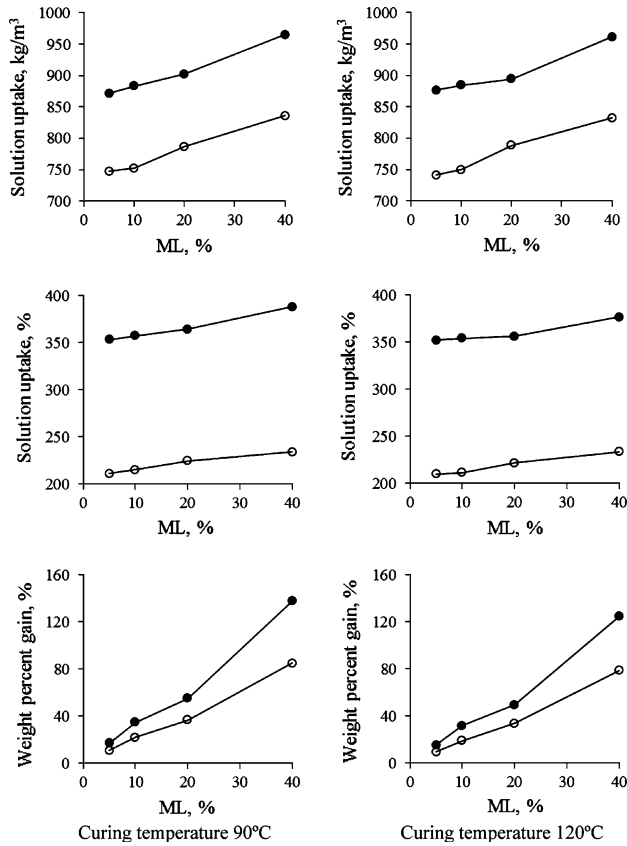 Solution uptake, kg/m³
1000
950
900
850
800
750
700
0 10 20 30 40
ML, %
Solution uptake, kg/m³
1000
950
900
850
800
750
700
0 10 20 30 40
ML, %
Solution uptake, %
400
350
300
250
200
0 10 20 30 40
ML, %
Solution uptake, %
400
350
300
250
200
0 10 20 30 40
ML, %
Weight percent gain, %
160
120
80
40
0
0 10 20 30 40
ML, %
Curing temperature 90ºC
Weight percent gain, %
160
120
80
40
0
0 10 20 30 40
ML, %
Curing temperature 120ºC